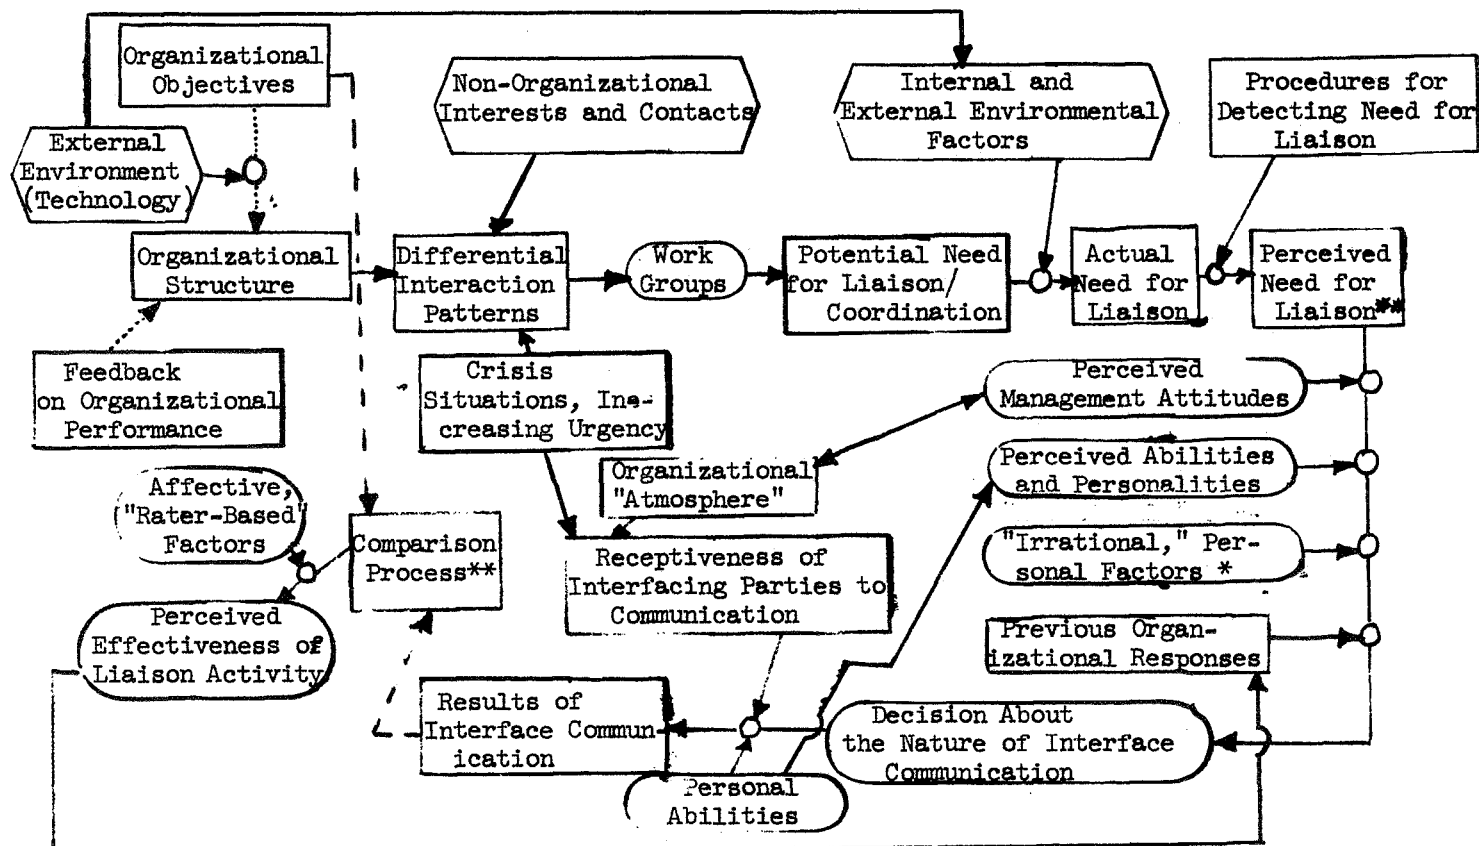 Organizational
Objectives
Non-Organizational
Interests and Contacts
Internal and
External Environmental
Factors
Procedures for
Detecting Need for
Liaison
External
Environment
(Technology)
Organizational
Structure
Differential
Interaction
Patterns
Work
Groups
Potential Need
for Liaison/
Coordination
Actual
Need for
Liaison
Perceived
Need for
Liaison**
Feedback
on Organizational
Performance
Crisis
Situations, In-
creasing Urgency
Perceived
Management Attitudes
Organizational
"Atmosphere"
Perceived Abilities
and Personalities
Affective,
"Rater-Based"
Factors
Comparison
Process**
Receptiveness of
Interfacing Parties to
Communication
"Irrational," Per-
sonal Factors *
Perceived
Effectiveness of
Liaison Activity
Previous Organ-
izational Responses
Results of
Interface Commun-
ication
Decision About
the Nature of Interface
Communication
Personal
Abilities